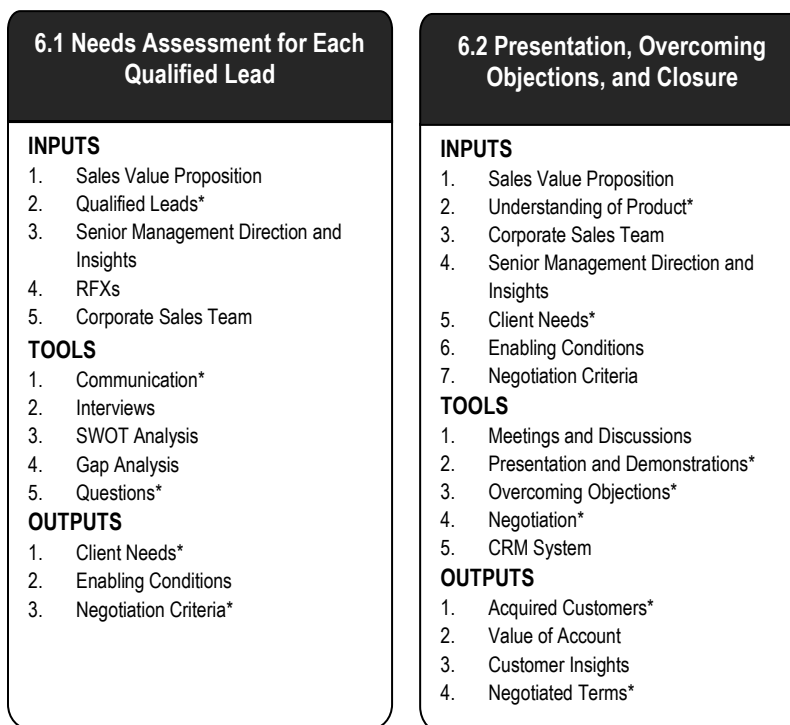 6.1 Needs Assessment for Each
Qualified Lead
INPUTS
1. Sales Value Proposition
2. Qualified Leads*
3. Senior Management Direction and
Insights
4. RFXs
5. Corporate Sales Team
TOOLS
1. Communication*
2. Interviews
3. SWOT Analysis
4. Gap Analysis
5. Questions*
OUTPUTS
1. Client Needs*
2. Enabling Conditions
3. Negotiation Criteria*
6.2 Presentation, Overcoming
Objections, and Closure
INPUTS
1. Sales Value Proposition
2. Understanding of Product*
3. Corporate Sales Team
4. Senior Management Direction and
Insights
5. Client Needs*
6. Enabling Conditions
7. Negotiation Criteria
TOOLS
1. Meetings and Discussions
2. Presentation and Demonstrations*
3. Overcoming Objections*
4. Negotiation*
5. CRM System
OUTPUTS
1. Acquired Customers*
2. Value of Account
3. Customer Insights
4. Negotiated Terms*